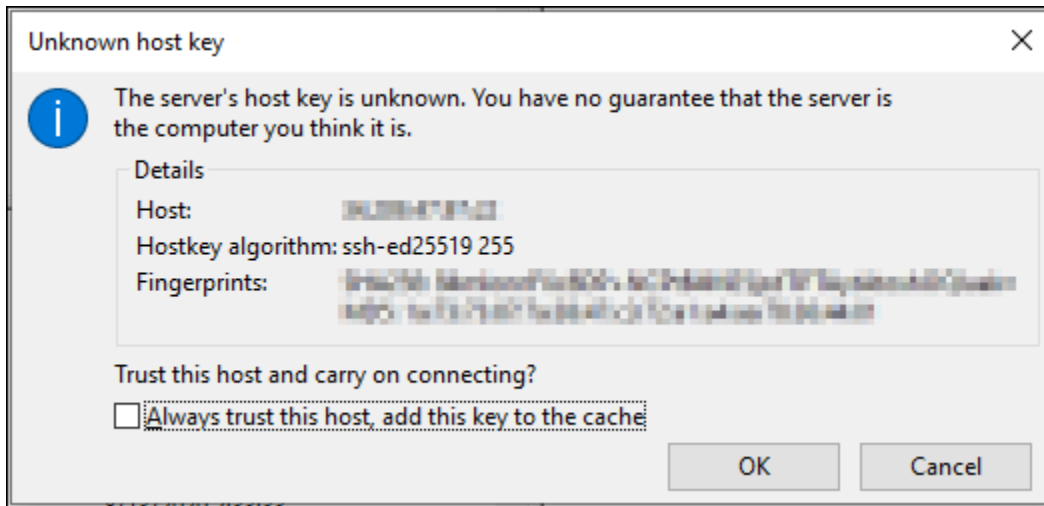 Unknown host key
The server's host key is unknown. You have no guarantee that the server is
the computer you think it is.
Details
Host:
Hostkey algorithm: ssh-ed25519 255
Fingerprints:
Trust this host and carry on connecting?
Always trust this host, add this key to the cache
OK
Cancel